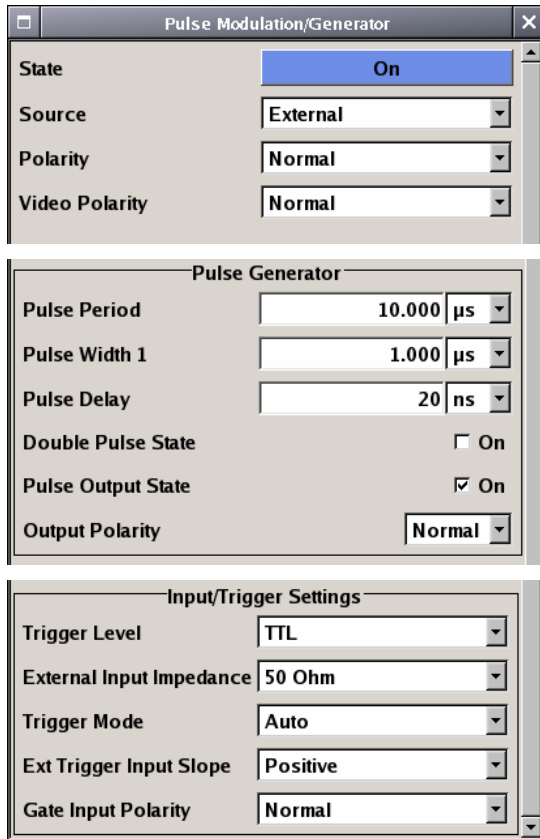 Pulse Modulation/Generator
State On
Source External
Polarity Normal
Video Polarity Normal
Pulse Generator
Pulse Period 10.000 µs
Pulse Width 1 1.000 µs
Pulse Delay 20 ns
Double Pulse State On
Pulse Output State On
Output Polarity Normal
Input/Trigger Settings
Trigger Level TTL
External Input Impedance 50 Ohm
Trigger Mode Auto
Ext Trigger Input Slope Positive
Gate Input Polarity Normal